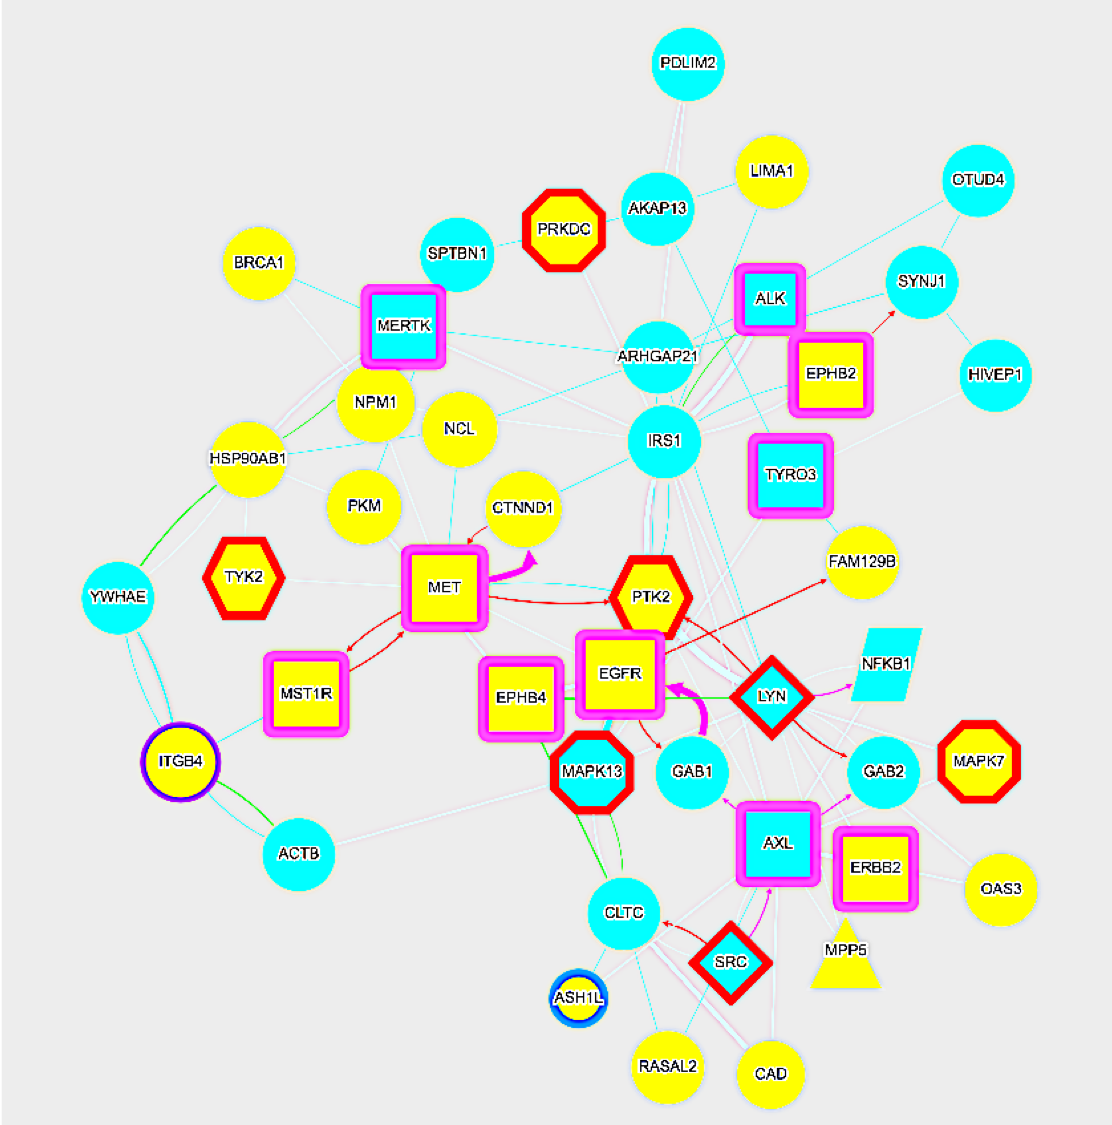 PDLIM2
LIMA1
OTUD4
AKAP13
PRKDC
SPTBN1
BRCA1
SYNJ1
ALK
MERTK
ARHGAP21
EPHB2
HIVEP1
NPM1
NCL
IRS1
HSP90AB1
TYRO3
PKM
CTNND1
FAM129B
TYK2
MET
YWHAE
PTK2
NFKB1
EGFR
MST1R
EPHB4
LYN
ITGB4
MAPK13
GAB1
GAB2
MAPK7
ACTB
AXL
ERBB2
OAS3
CLTC
MPP5
SRC
ASH1L
RASAL2
CAD